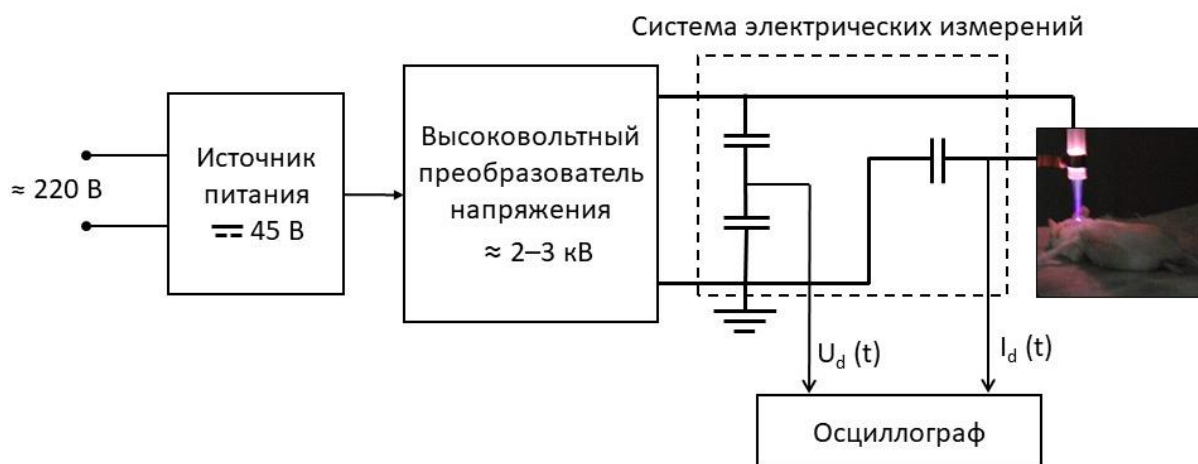 Система электрических измерений
≈ 220 В
Источник
питания
45 В
Высоковольтный
преобразователь
напряжения
≈ 2–3 кВ
U_d (t)
I_d (t)
Осциллограф